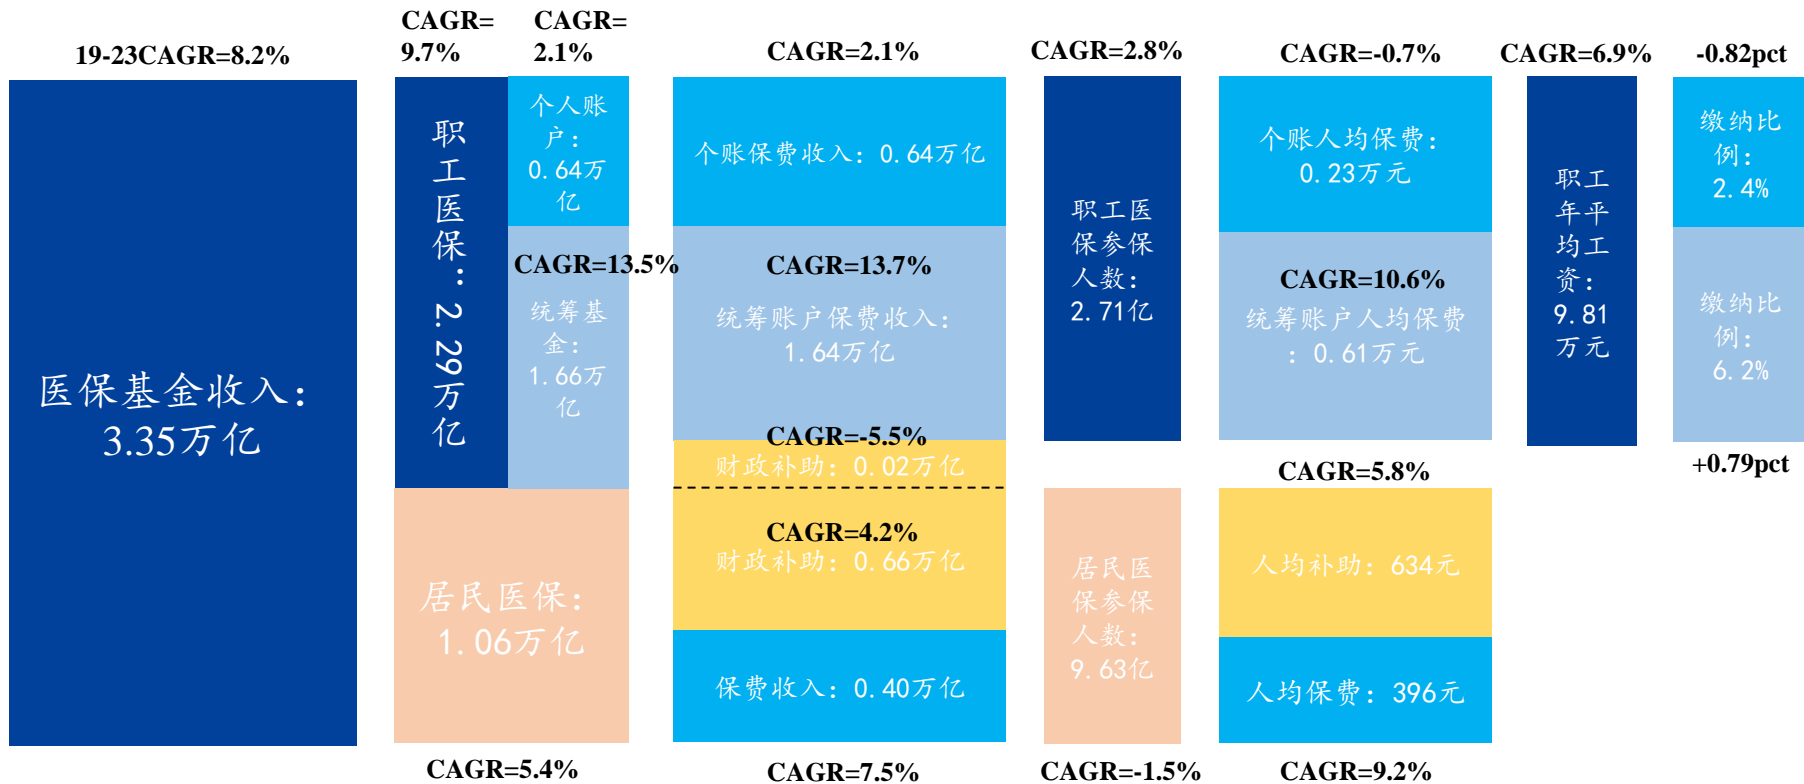 19-23CAGR=8.2%
医保基金收入：
3.35万亿
CAGR=
9.7%
职工医保：2.29万亿
CAGR=
2.1%
个人账
户：
0.64万
亿
CAGR=13.5%
统筹基
金：
1.66万
亿
居民医保：
1.06万亿
CAGR=5.4%
CAGR=2.1%
个账保费收入：0.64万亿
CAGR=13.7%
统筹账户保费收入：
1.64万亿
CAGR=-5.5%
财政补助：0.02万亿
CAGR=4.2%
财政补助：0.66万亿
保费收入：0.40万亿
CAGR=7.5%
CAGR=2.8%
职工医
保参保
人数：
2.71亿
居民医
保参保
人数：
9.63亿
CAGR=-1.5%
CAGR=-0.7%
个账人均保费：
0.23万元
CAGR=10.6%
统筹账户人均保费
：0.61万元
CAGR=5.8%
人均补助：634元
人均保费：396元
CAGR=9.2%
CAGR=6.9%
职工
年平
均工
资：
9.81
万元
-0.82pct
缴纳比
例：
2.4%
缴纳比
例：
6.2%
+0.79pct